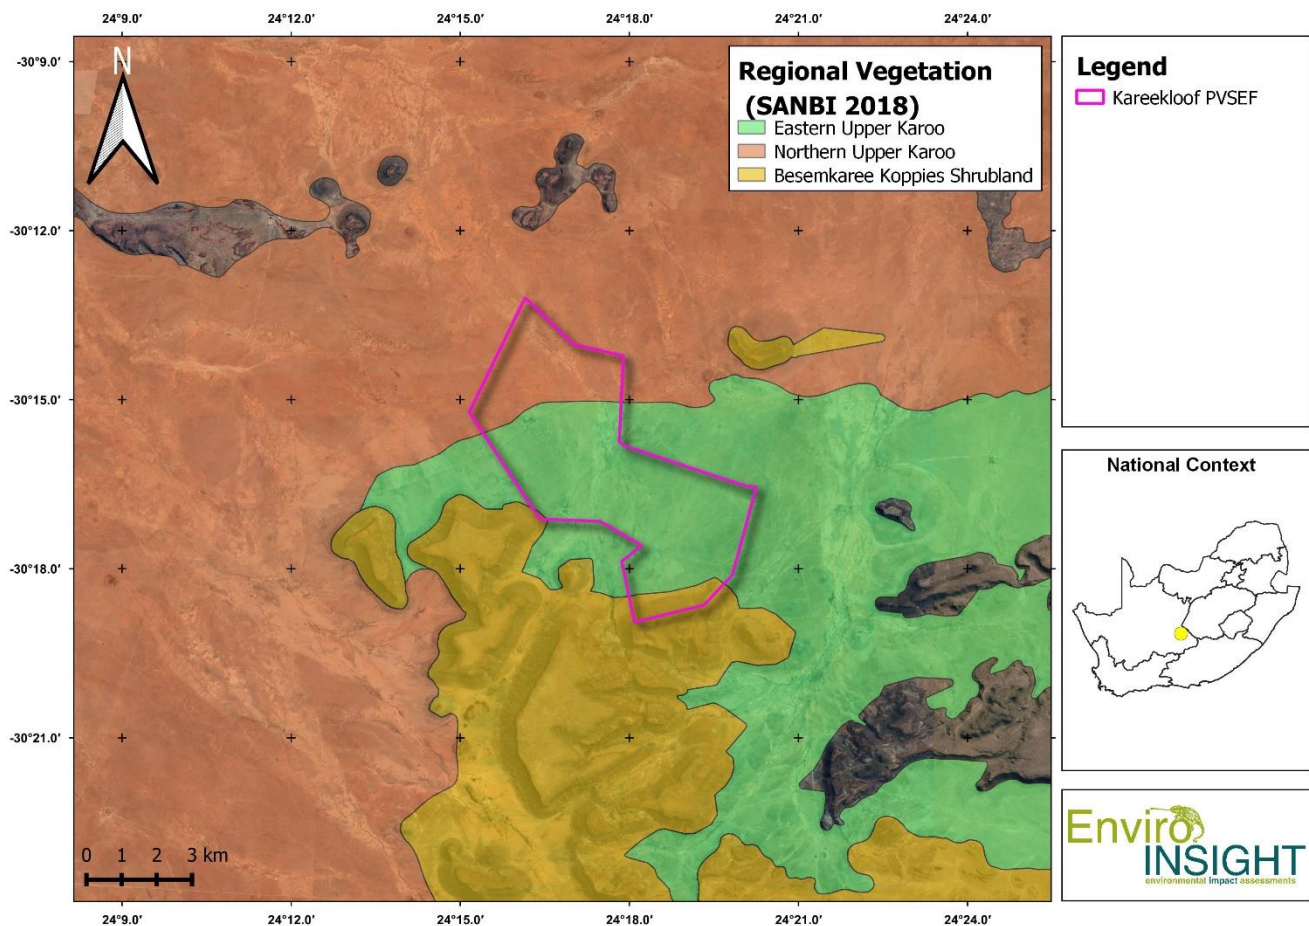 24°9.0'
24°12.0'
24°15.0'
24°18.0'
24°21.0'
24°24.0'
-30°9.0'
-30°12.0'
-30°15.0'
-30°18.0'
-30°21.0'
N
Regional Vegetation
(SANBI 2018)
Eastern Upper Karoo
Northern Upper Karoo
Besemkaree Koppies Shrubland
0 1 2 3 km
24°9.0'
24°12.0'
24°15.0'
24°18.0'
24°21.0'
24°24.0'
Legend
Kareekloof PVSEF
National Context
Enviro
INSIGHT
environmental impact assessments